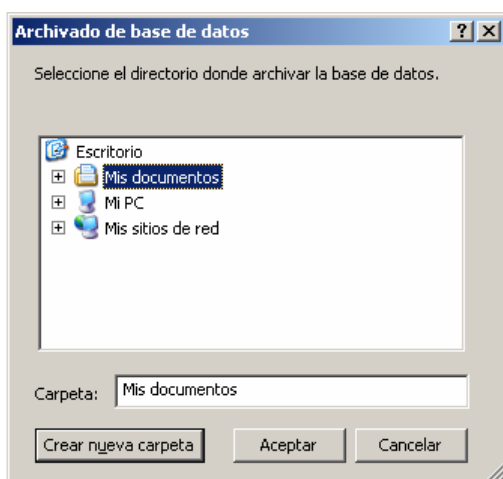 Archivado de base de datos
Seleccione el directorio donde archivar la base de datos.
Escritorio
Mis documentos
Mi PC
Mis sitios de red
Carpeta: Mis documentos
Crear nueva carpeta Aceptar Cancelar